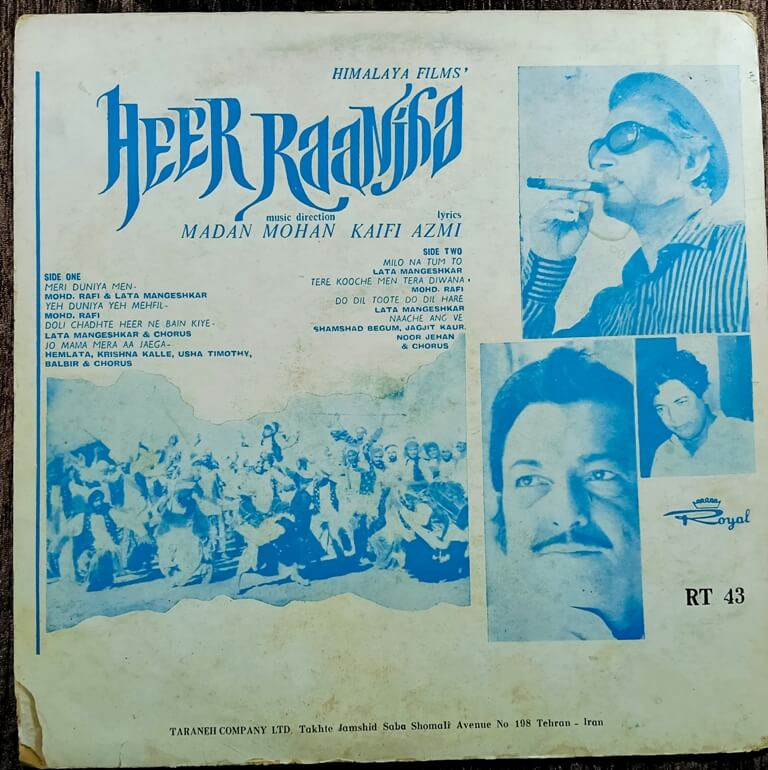 HIMALAYA FILMS'
HEER RAANJHA
music direction
lyrics
MADAN MOHAN KAIFI AZMI
SIDE ONE
MERI DUNIYA MEN-
MOHD. RAFI & LATA MANGESHKAR
YEH DUNIYA YEH MEHFIL-
MOHD. RAFI
DOLI CHADHTE HEER NE BAIN KIYE-
LATA MANGESHKAR & CHORUS
JO MAMA MERA AA JAEGA-
HEMLATA, KRISHNA KALLE, USHA TIMOTHY,
BALBIR & CHORUS
SIDE TWO
MILO NA TUM TO
LATA MANGESHKAR
TERE KOOCHE MEN TERA DIWANA
MOHD. RAFI
DO DIL TOOTE DO DIL HARE
LATA MANGESHKAR
NAACHE ANG VE
SHAMSHAD BEGUM, JAGJIT KAUR,
NOOR JEHAN
& CHORUS
Royal
RT 43
TARANEH COMPANY LTD. Takhte Jamshid Saba Shomali Avenue No 198 Tehran - Iran